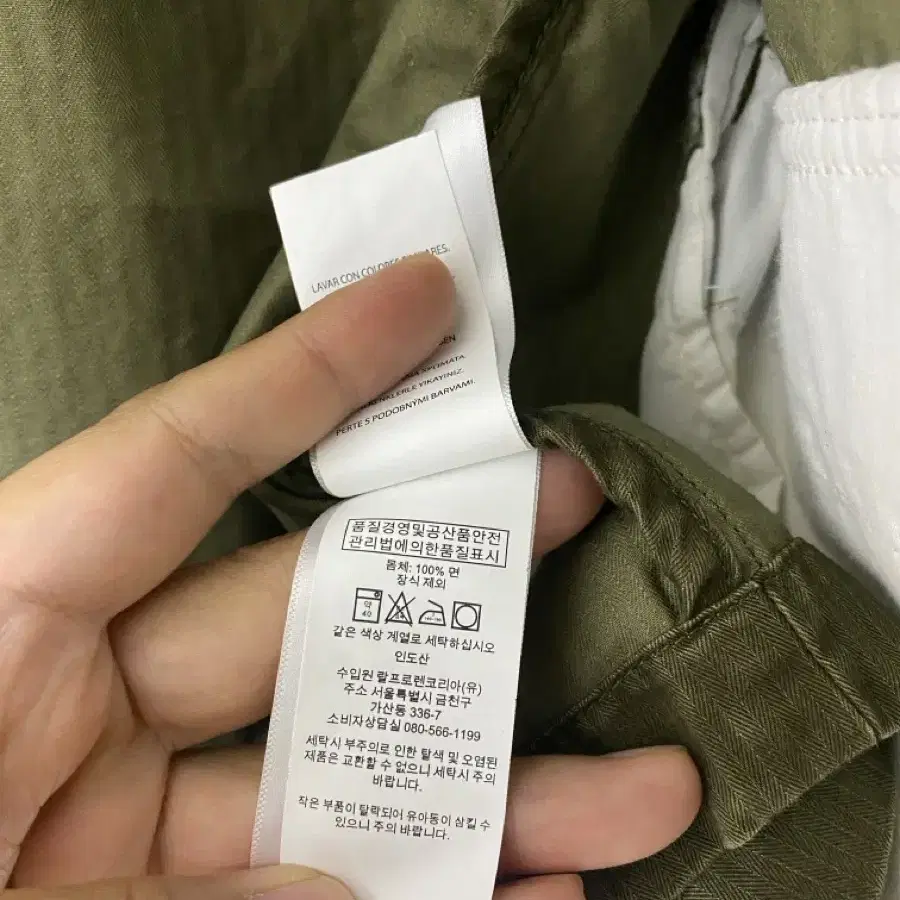 LAVAR CON COLORES
YIKAYINIZ.
PERTE S PODOBNÝMI BARVAMI.
품질경영및공산품안전
관리법에의한품질표시
몸체: 100% 면
장식 제외
약
40
같은 색상 계열로 세탁하십시오
인도산
수입원 랄프로렌코리아(유)
주소 서울특별시 금천구
가산동 336-7
소비자상담실 080-566-1199
세탁시 부주의로 인한 탈색 및 오염된
제품은 교환할 수 없으니 세탁시 주의
바랍니다.
작은 부품이 탈락되어 유아동이 삼킬 수
있으니 주의 바랍니다.